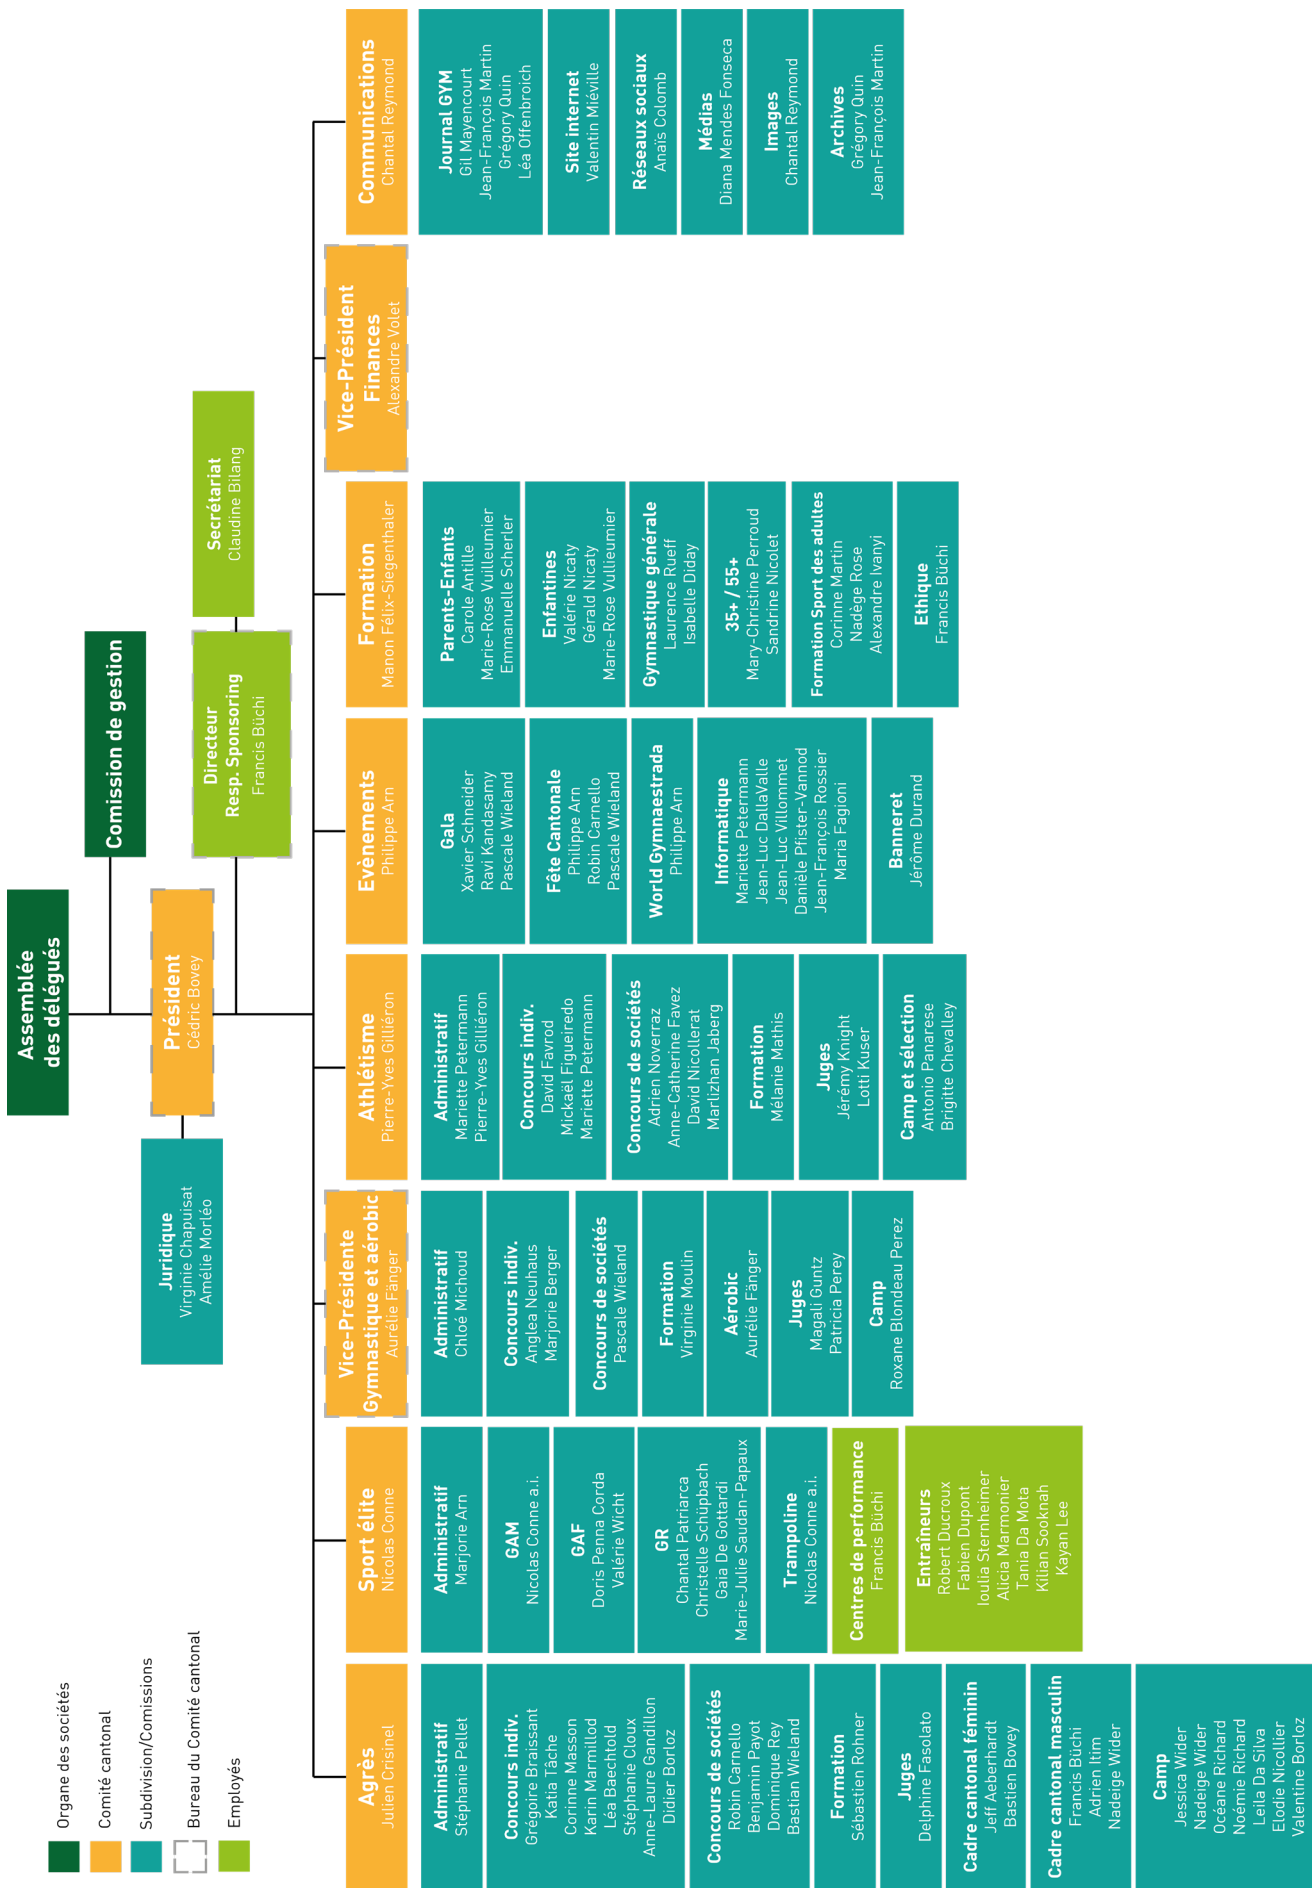 Organe des sociétés
Comité cantonal
Subdivision/Comissions
Bureau du Comité cantonal
Employés
Assemblée
des délégués
Comission de gestion
Président
Cédric Bovey
Juridique
Virginie Chapuisat
Amélie Morléo
Directeur
Resp. Sponsoring
Francis Büchi
Secrétariat
Claudine Bilang
Agrès
Julien Crisinel
Administratif
Stéphanie Pellet
Concours indiv.
Grégoire Braissant
Katia Tâche
Corinne Masson
Karin Marmillod
Léa Baechtold
Stéphanie Cloux
Anne-Laure Gandillon
Didier Borloz
Concours de sociétés
Robin Carnello
Benjamin Payot
Dominique Rey
Bastian Wieland
Formation
Sébastien Rohner
Juges
Delphine Fasolato
Cadre cantonal féminin
Jeff Aeberhardt
Bastien Bovey
Cadre cantonal masculin
Francis Büchi
Adrien Itim
Nadeige Wider
Camp
Jessica Wider
Nadeige Wider
Océane Richard
Noémie Richard
Leila Da Silva
Elodie Nicollier
Valentine Borloz
Sport élite
Nicolas Conne
Administratif
Marjorie Arn
GAM
Nicolas Conne a.i.
GAF
Doris Penna Corda
Valérie Wicht
GR
Chantal Patriarca
Christelle Schüpbach
Gaia De Gottardi
Marie-Julie Saudan-Papaux
Trampoline
Nicolas Conne a.i.
Centres de performance
Francis Büchi
Entraîneurs
Robert Ducroux
Fabien Dupont
Ioulia Sternheimer
Alicia Marmonier
Tania Da Mota
Kilian Sooknah
Kayan Lee
Vice-Présidente
Gymnastique et aérobic
Aurélie Fänger
Administratif
Chloé Michoud
Concours indiv.
Anglea Neuhaus
Marjorie Berger
Concours de sociétés
Pascale Wieland
Formation
Virginie Moulin
Aérobic
Aurélie Fänger
Juges
Magali Guntz
Patricia Perey
Camp
Roxane Blondeau Perez
Athlétisme
Pierre-Yves Gilliéron
Administratif
Mariette Petermann
Pierre-Yves Gilliéron
Concours indiv.
David Favrod
Mickaël Figueiredo
Mariette Petermann
Concours de sociétés
Adrien Noverraz
Anne-Catherine Favez
David Nicollerat
Marlizhan Jaberg
Formation
Mélanie Mathis
Juges
Jérémy Knight
Lotti Kuser
Camp et sélection
Antonio Panarese
Brigitte Chevalley
Evènements
Philippe Arn
Gala
Xavier Schneider
Ravi Kandasamy
Pascale Wieland
Fête Cantonale
Philippe Arn
Robin Carnello
Pascale Wieland
World Gymnaestrada
Philippe Arn
Informatique
Mariette Petermann
Jean-Luc DallaValle
Jean-Luc Villommet
Danièle Pfister-Vannod
Jean-François Rossier
Maria Fagioni
Banneret
Jérôme Durand
Formation
Manon Félix-Siegenthaler
Parents-Enfants
Carole Antille
Marie-Rose Vuilleumier
Emmanuelle Scherler
Enfantines
Valérie Nicaty
Gérald Nicaty
Marie-Rose Vullieumier
Gymnastique générale
Laurence Rueff
Isabelle Diday
35+ / 55+
Mary-Christine Perroud
Sandrine Nicolet
Formation Sport des adultes
Corinne Martin
Nadège Rose
Alexandre Ivanyi
Ethique
Francis Büchi
Vice-Président
Finances
Alexandre Volet
Communications
Chantal Reymond
Journal GYM
Gil Mayencourt
Jean-François Martin
Grégory Quin
Léa Offenbroich
Site internet
Valentin Miéville
Réseaux sociaux
Anaïs Colomb
Médias
Diana Mendes Fonseca
Images
Chantal Reymond
Archives
Grégory Quin
Jean-François Martin